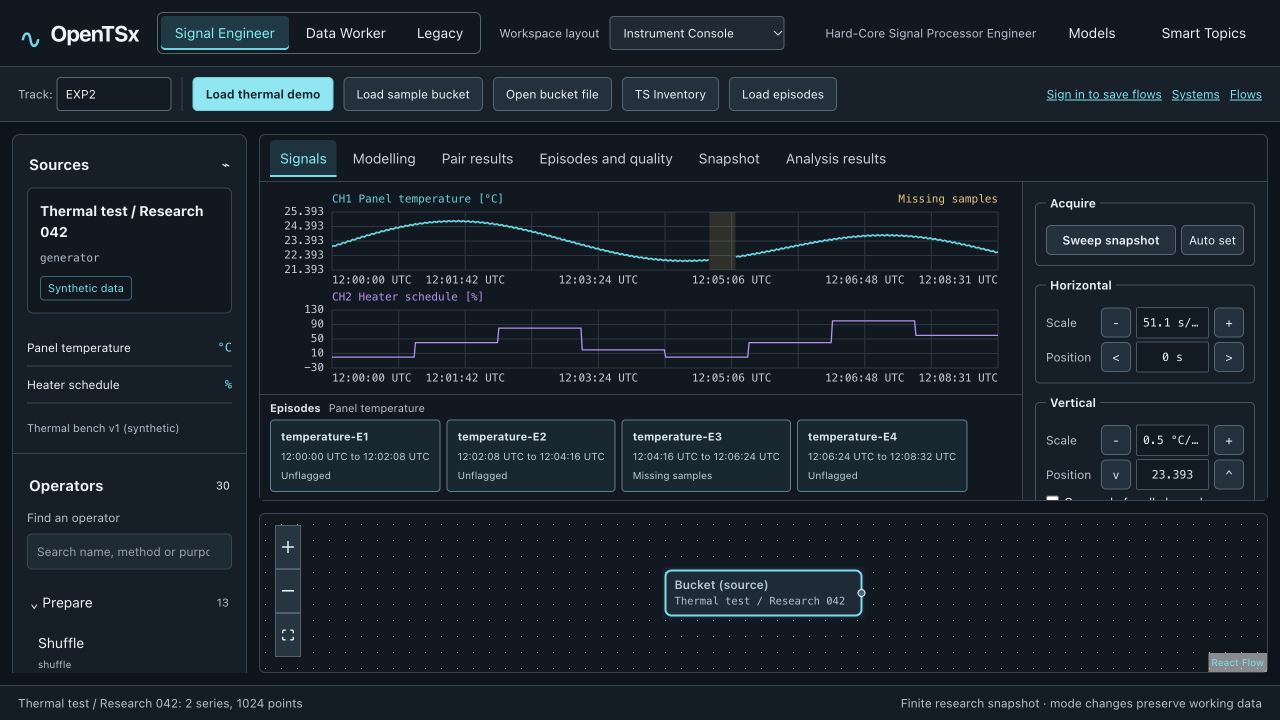 OpenTSx
Signal Engineer
Data Worker
Legacy
Workspace layout
Instrument Console
Hard-Core Signal Processor Engineer
Models
Smart Topics
Track:
EXP2
Load thermal demo
Load sample bucket
Open bucket file
TS Inventory
Load episodes
Sign in to save flows
Systems
Flows
Sources
Thermal test / Research
042
generator
Synthetic data
Panel temperature
°C
Heater schedule
%
Thermal bench v1 (synthetic)
Operators
30
Find an operator
Search name, method or purpo
Prepare
13
Shuffle
shuffle
Signals
Modelling
Pair results
Episodes and quality
Snapshot
Analysis results
CH1 Panel temperature [°C]
Missing samples
25.393
24.393
23.393
22.393
21.393
12:00:00 UTC
12:01:42 UTC
12:03:24 UTC
12:05:06 UTC
12:06:48 UTC
12:08:31 UTC
CH2 Heater schedule [%]
130
90
50
10
−30
12:00:00 UTC
12:01:42 UTC
12:03:24 UTC
12:05:06 UTC
12:06:48 UTC
12:08:31 UTC
Episodes
Panel temperature
temperature-E1
12:00:00 UTC to 12:02:08 UTC
Unflagged
temperature-E2
12:02:08 UTC to 12:04:16 UTC
Unflagged
temperature-E3
12:04:16 UTC to 12:06:24 UTC
Missing samples
temperature-E4
12:06:24 UTC to 12:08:32 UTC
Unflagged
Acquire
Sweep snapshot
Auto set
Horizontal
Scale
-
51.1 s/…
+
Position
<
0 s
>
Vertical
Scale
-
0.5 °C/…
+
Position
v
23.393
^
Bucket (source)
Thermal test / Research 042
React Flow
Thermal test / Research 042: 2 series, 1024 points
Finite research snapshot · mode changes preserve working data